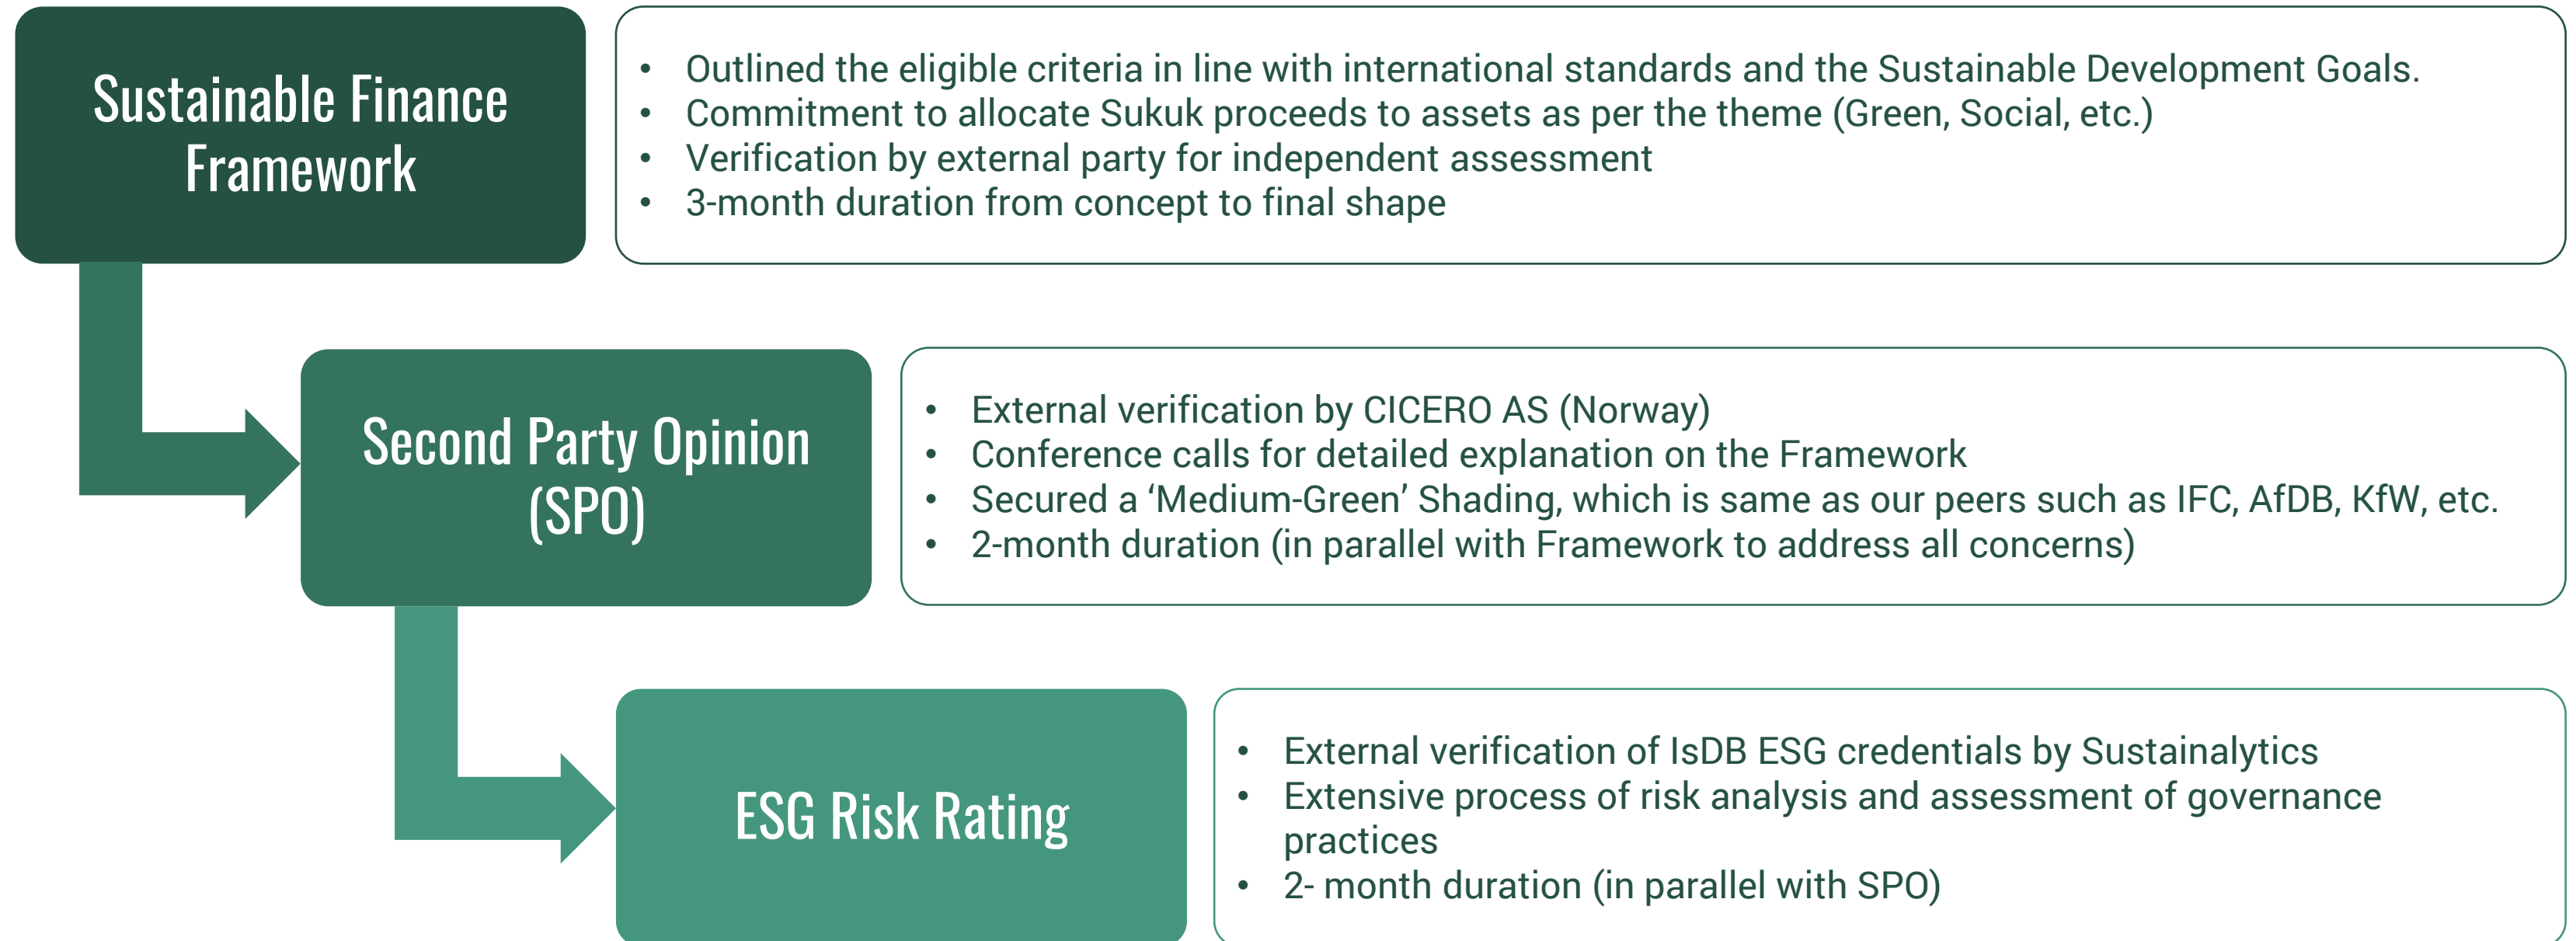 Sustainable Finance
Framework
• Outlined the eligible criteria in line with international standards and the Sustainable Development Goals.
• Commitment to allocate Sukuk proceeds to assets as per the theme (Green, Social, etc.)
• Verification by external party for independent assessment
• 3-month duration from concept to final shape
Second Party Opinion
(SPO)
• External verification by CICERO AS (Norway)
• Conference calls for detailed explanation on the Framework
• Secured a ‘Medium-Green’ Shading, which is same as our peers such as IFC, AfDB, KfW, etc.
• 2-month duration (in parallel with Framework to address all concerns)
ESG Risk Rating
• External verification of IsDB ESG credentials by Sustainalytics
• Extensive process of risk analysis and assessment of governance
practices
• 2- month duration (in parallel with SPO)